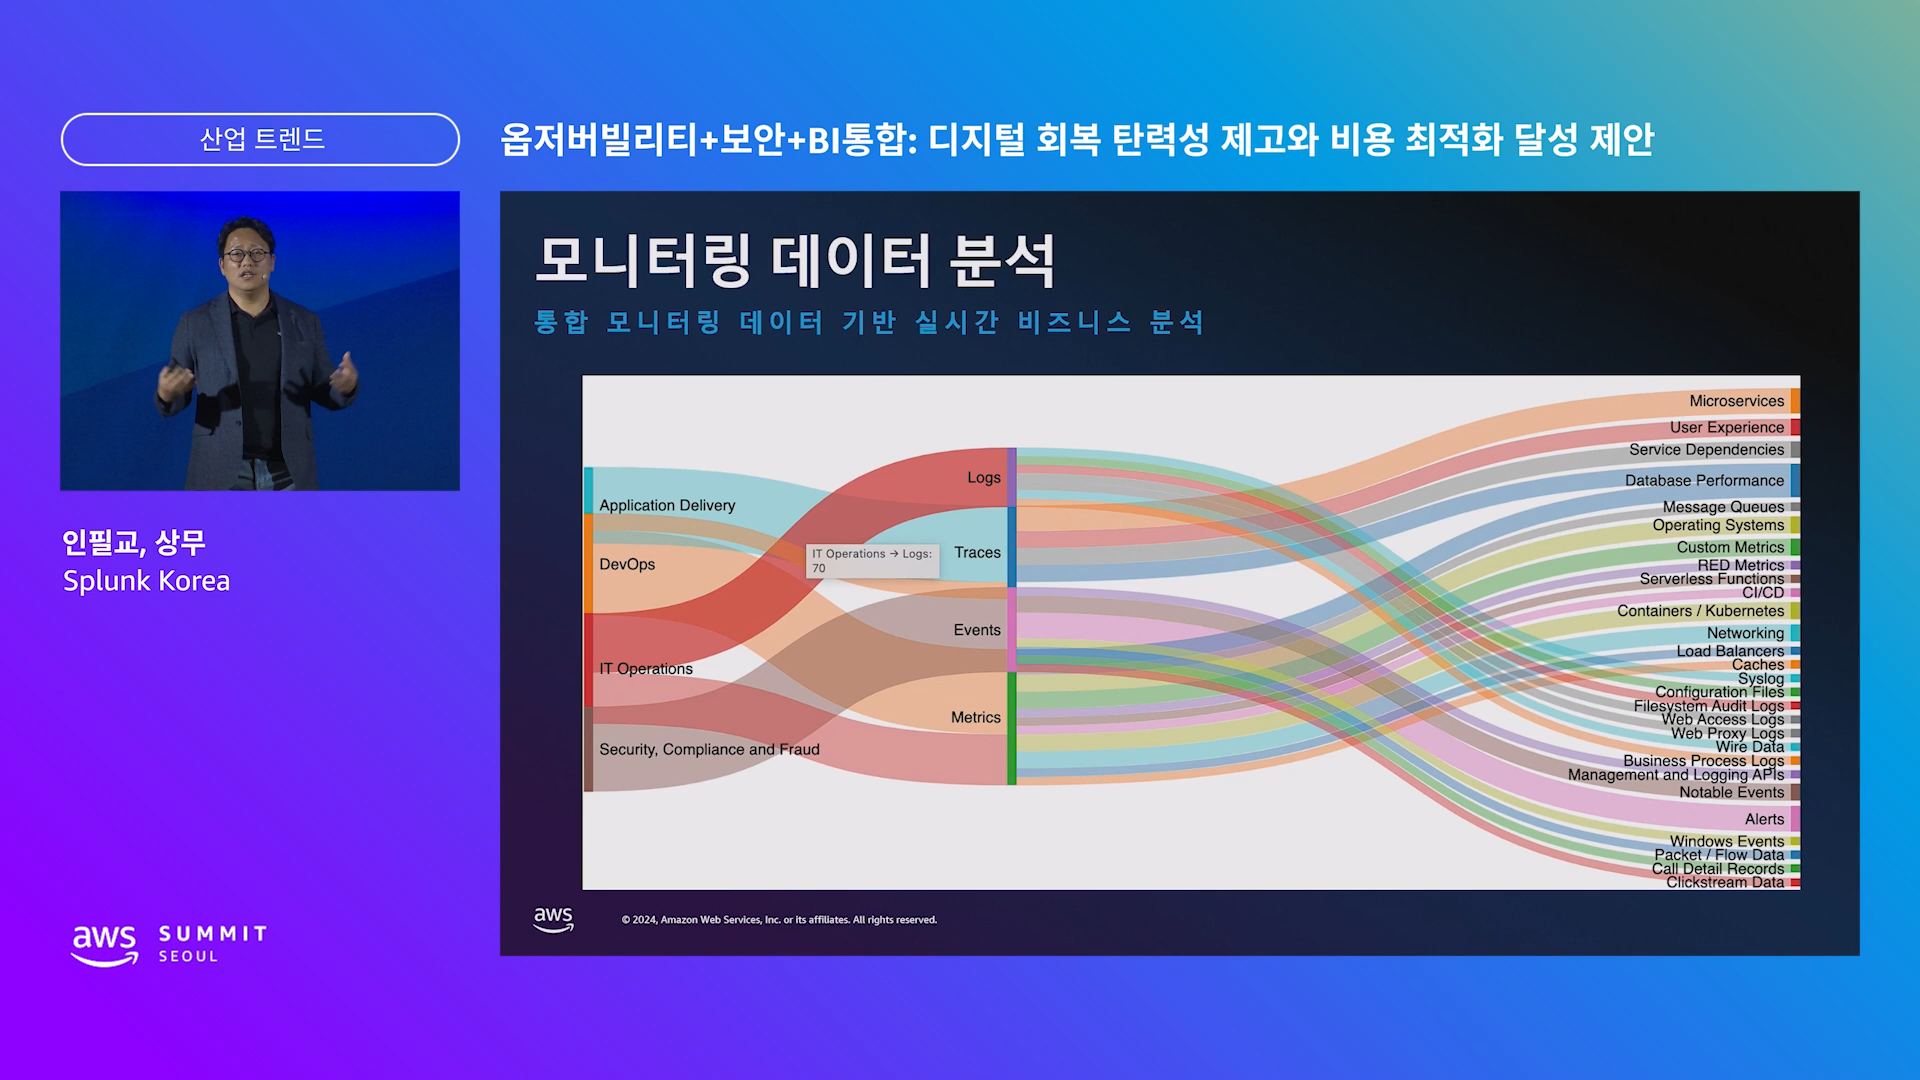 산업 트렌드
옵저버빌리티+보안+BI통합: 디지털 회복 탄력성 제고와 비용 최적화 달성 제안
인필교, 상무
Splunk Korea
모니터링 데이터 분석
통합 모니터링 데이터 기반 실시간 비즈니스 분석
Application Delivery
DevOps
IT Operations
Security, Compliance and Fraud
IT Operations → Logs:
70
Logs
Traces
Events
Metrics
Microservices
User Experience
Service Dependencies
Database Performance
Message Queues
Operating Systems
Custom Metrics
RED Metrics
Serverless Functions
CI/CD
Containers / Kubernetes
Networking
Load Balancers
Caches
Syslog
Configuration Files
Filesystem Audit Logs
Web Access Logs
Web Proxy Logs
Wire Data
Business Process Logs
Management and Logging APIs
Notable Events
Alerts
Windows Events
Packet / Flow Data
Call Detail Records
Clickstream Data
aws
© 2024, Amazon Web Services, Inc. or its affiliates. All rights reserved.
aws SUMMIT
SEOUL